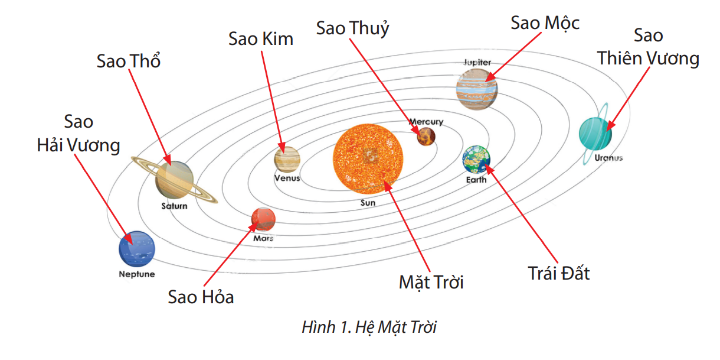 Sao Thuỷ
Sao Mộc
Sao Kim
Sao
Thiên Vương
Sao Thổ
Sao
Hải Vương
Jupiter
Mercury
Uranus
Venus
Earth
Saturn
Sun
Mars
Neptune
Sao Hỏa
Mặt Trời
Trái Đất
Hình 1. Hệ Mặt Trời